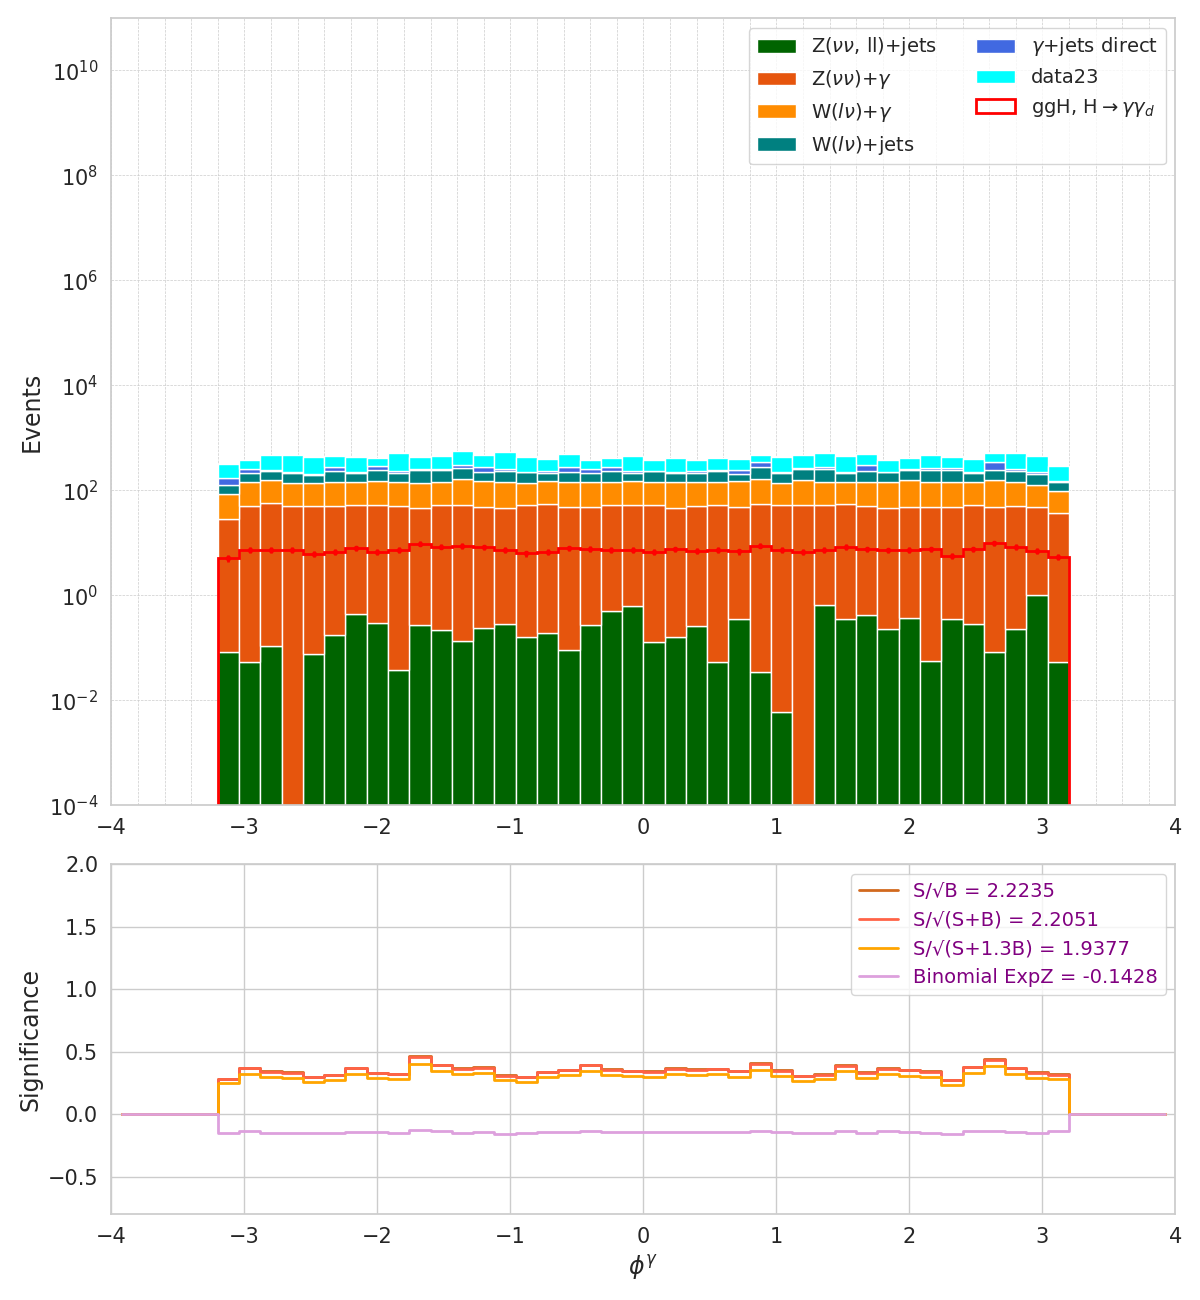 Z(νν, ll)+jets
Z(νν)+γ
W(lν)+γ
W(lν)+jets
γ+jets direct
data23
ggH, H→γγ_d
Events
10^10
10^8
10^6
10^4
10^2
10^0
10^−2
10^−4
−4 −3 −2 −1 0 1 2 3 4
Significance
2.0
1.5
1.0
0.5
0.0
−0.5
S/√B = 2.2235
S/√(S+B) = 2.2051
S/√(S+1.3B) = 1.9377
Binomial ExpZ = -0.1428
−4 −3 −2 −1 0 1 2 3 4
ϕ^γ